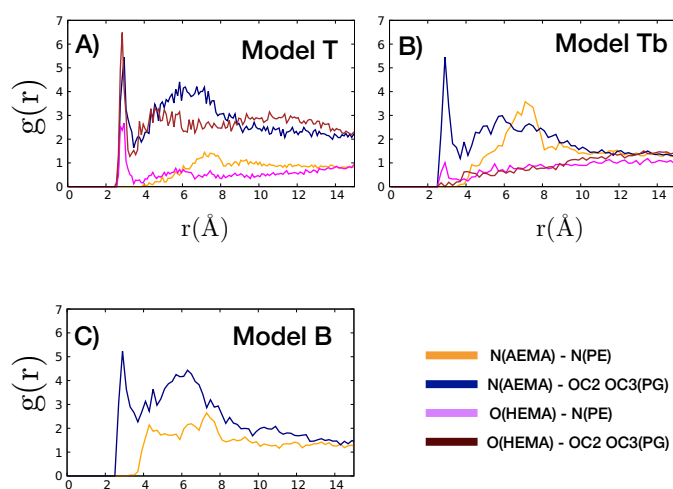 A) Model T
g(r)
7
6
5
4
3
2
1
0
0 2 4 6 8 10 12 14
r(Å)
B) Model Tb
7
6
5
4
3
2
1
0
0 2 4 6 8 10 12 14
r(Å)
C) Model B
g(r)
7
6
5
4
3
2
1
0
0 2 4 6 8 10 12 14
N(AEMA) - N(PE)
N(AEMA) - OC2 OC3(PG)
O(HEMA) - N(PE)
O(HEMA) - OC2 OC3(PG)